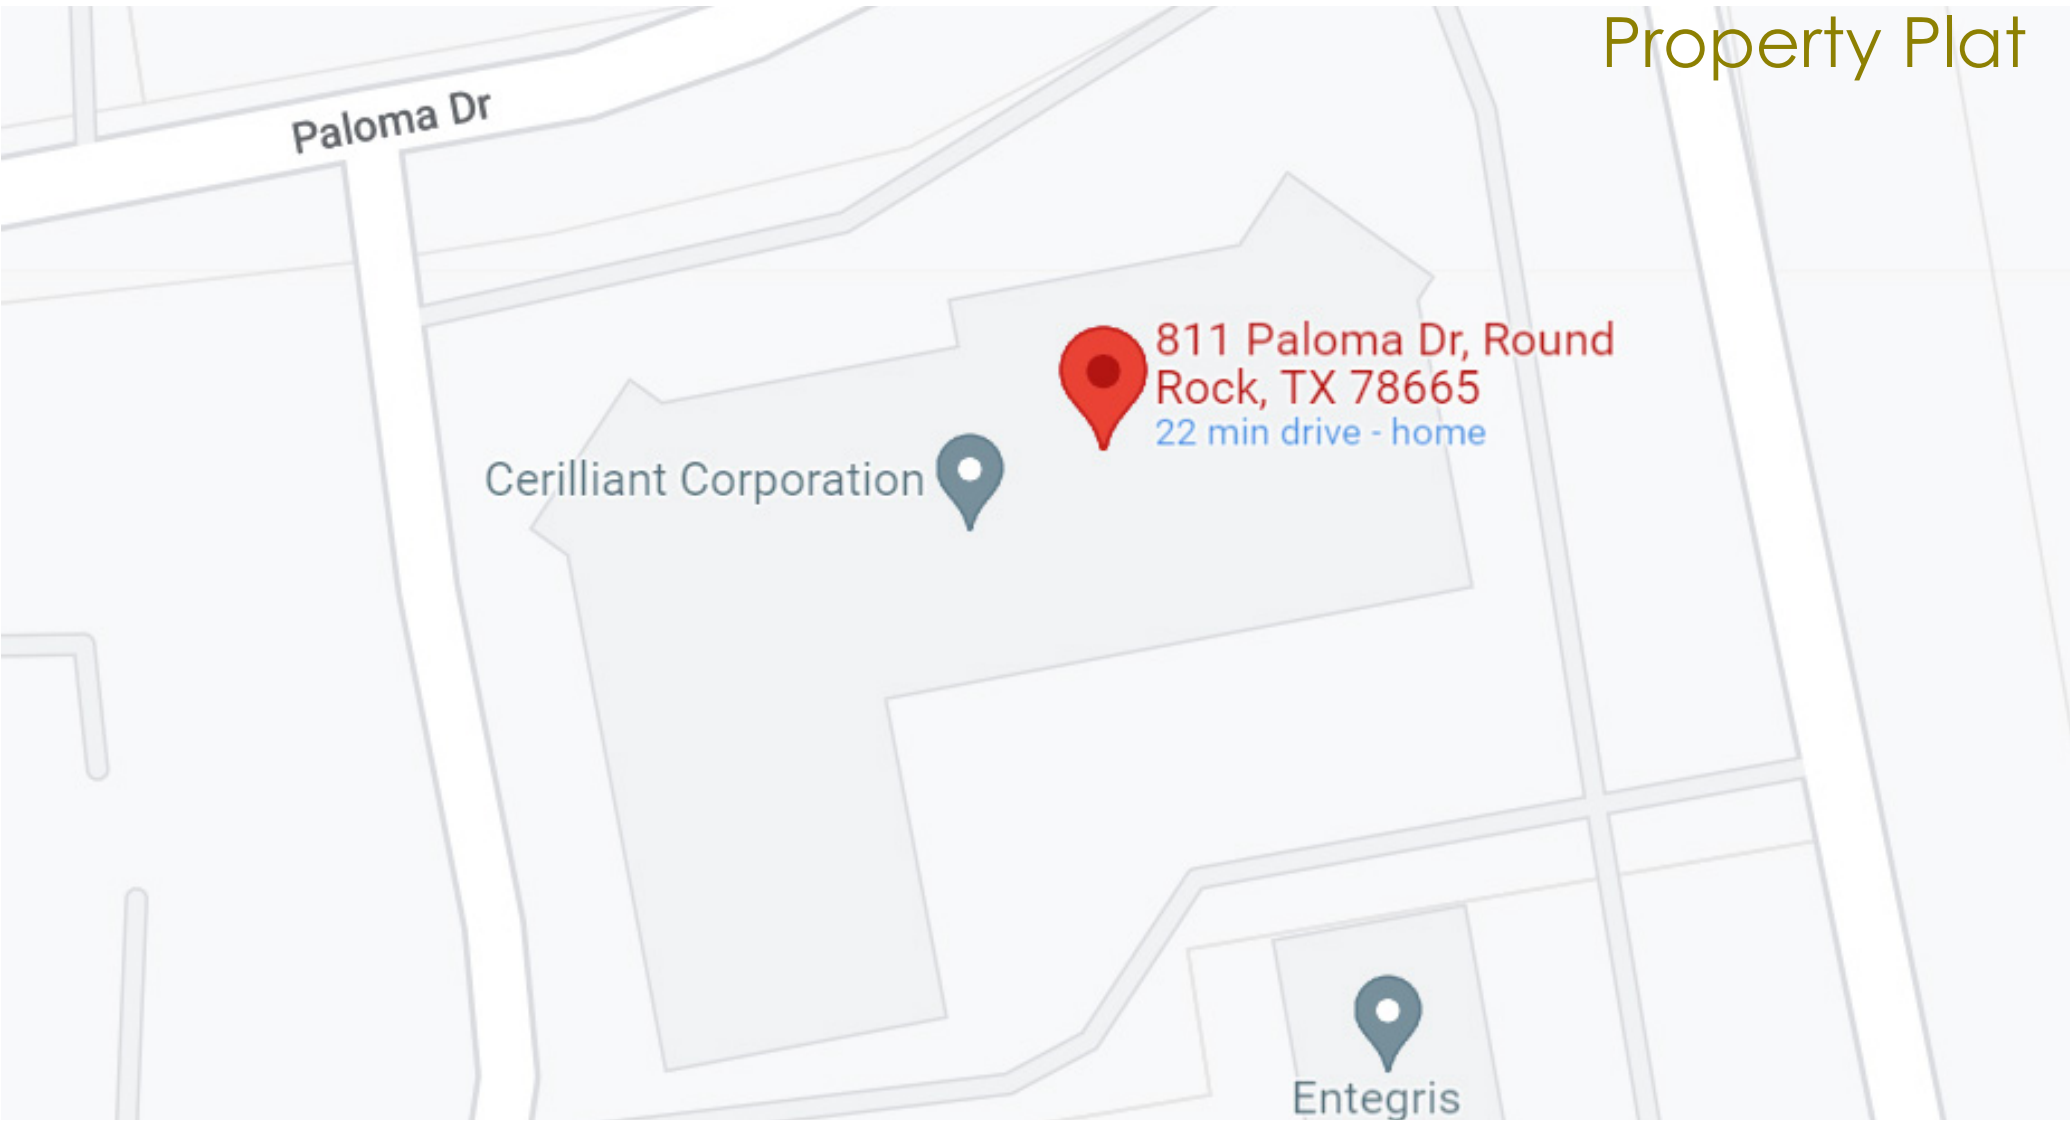 Property Plat
Paloma Dr
811 Paloma Dr, Round
Rock, TX 78665
22 min drive - home
Cerilliant Corporation
Entegris